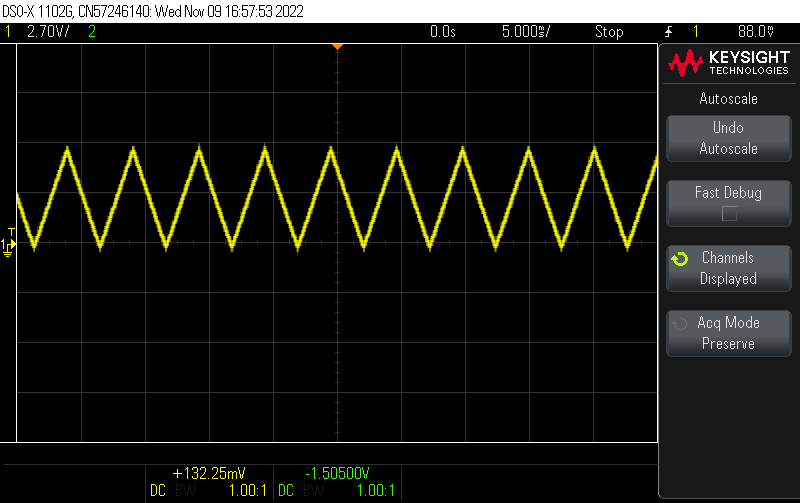 DSO-X 1102G, CN57246140: Wed Nov 09 16:57:53 2022
1 2.70V/ 2 0.0s 5.000s/ Stop 1 88.0V
KEYSIGHT
TECHNOLOGIES
Autoscale
Undo
Autoscale
Fast Debug
T
1
Channels
Displayed
Acq Mode
Preserve
+132.25mV -1.50500V
DC BW 1.00:1 DC BW 1.00:1